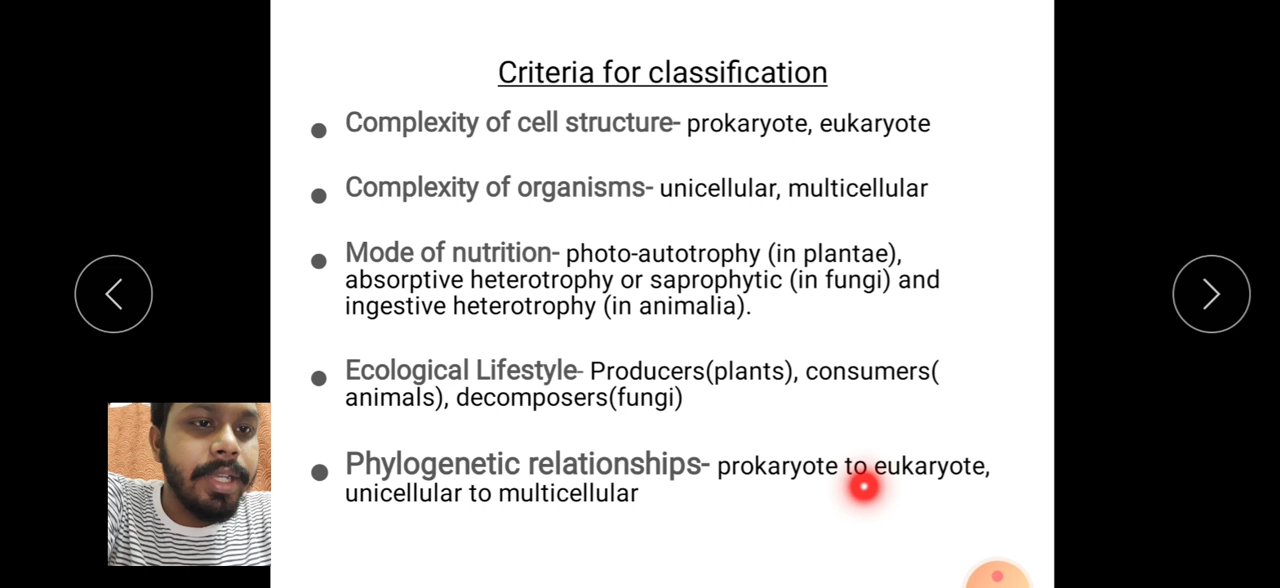 Criteria for classification
Complexity of cell structure- prokaryote, eukaryote
Complexity of organisms- unicellular, multicellular
Mode of nutrition- photo-autotrophy (in plantae),
absorptive heterotrophy or saprophytic (in fungi) and
ingestive heterotrophy (in animalia).
Ecological Lifestyle- Producers(plants), consumers(
animals), decomposers(fungi)
Phylogenetic relationships- prokaryote to eukaryote,
unicellular to multicellular